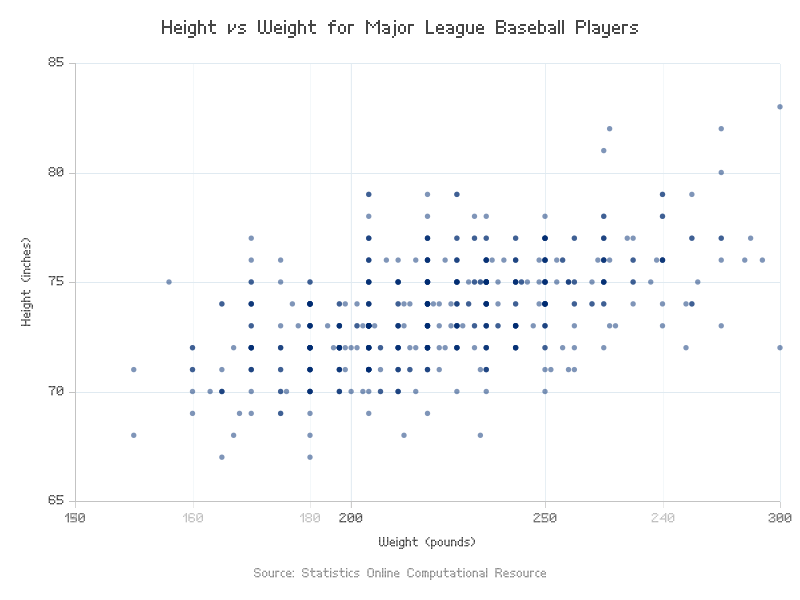 Height vs Weight for Major League Baseball Players
85
80
75
Height (inches)
70
65
150 160 180 200 250 240 300
Weight (pounds)
Source: Statistics Online Computational Resource